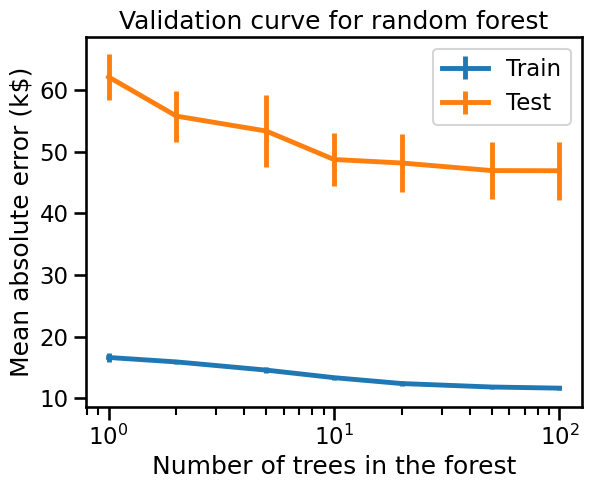 Validation curve for random forest
Train
Test
Mean absolute error (k$)
60
50
40
30
20
10
10⁰
10¹
10²
Number of trees in the forest